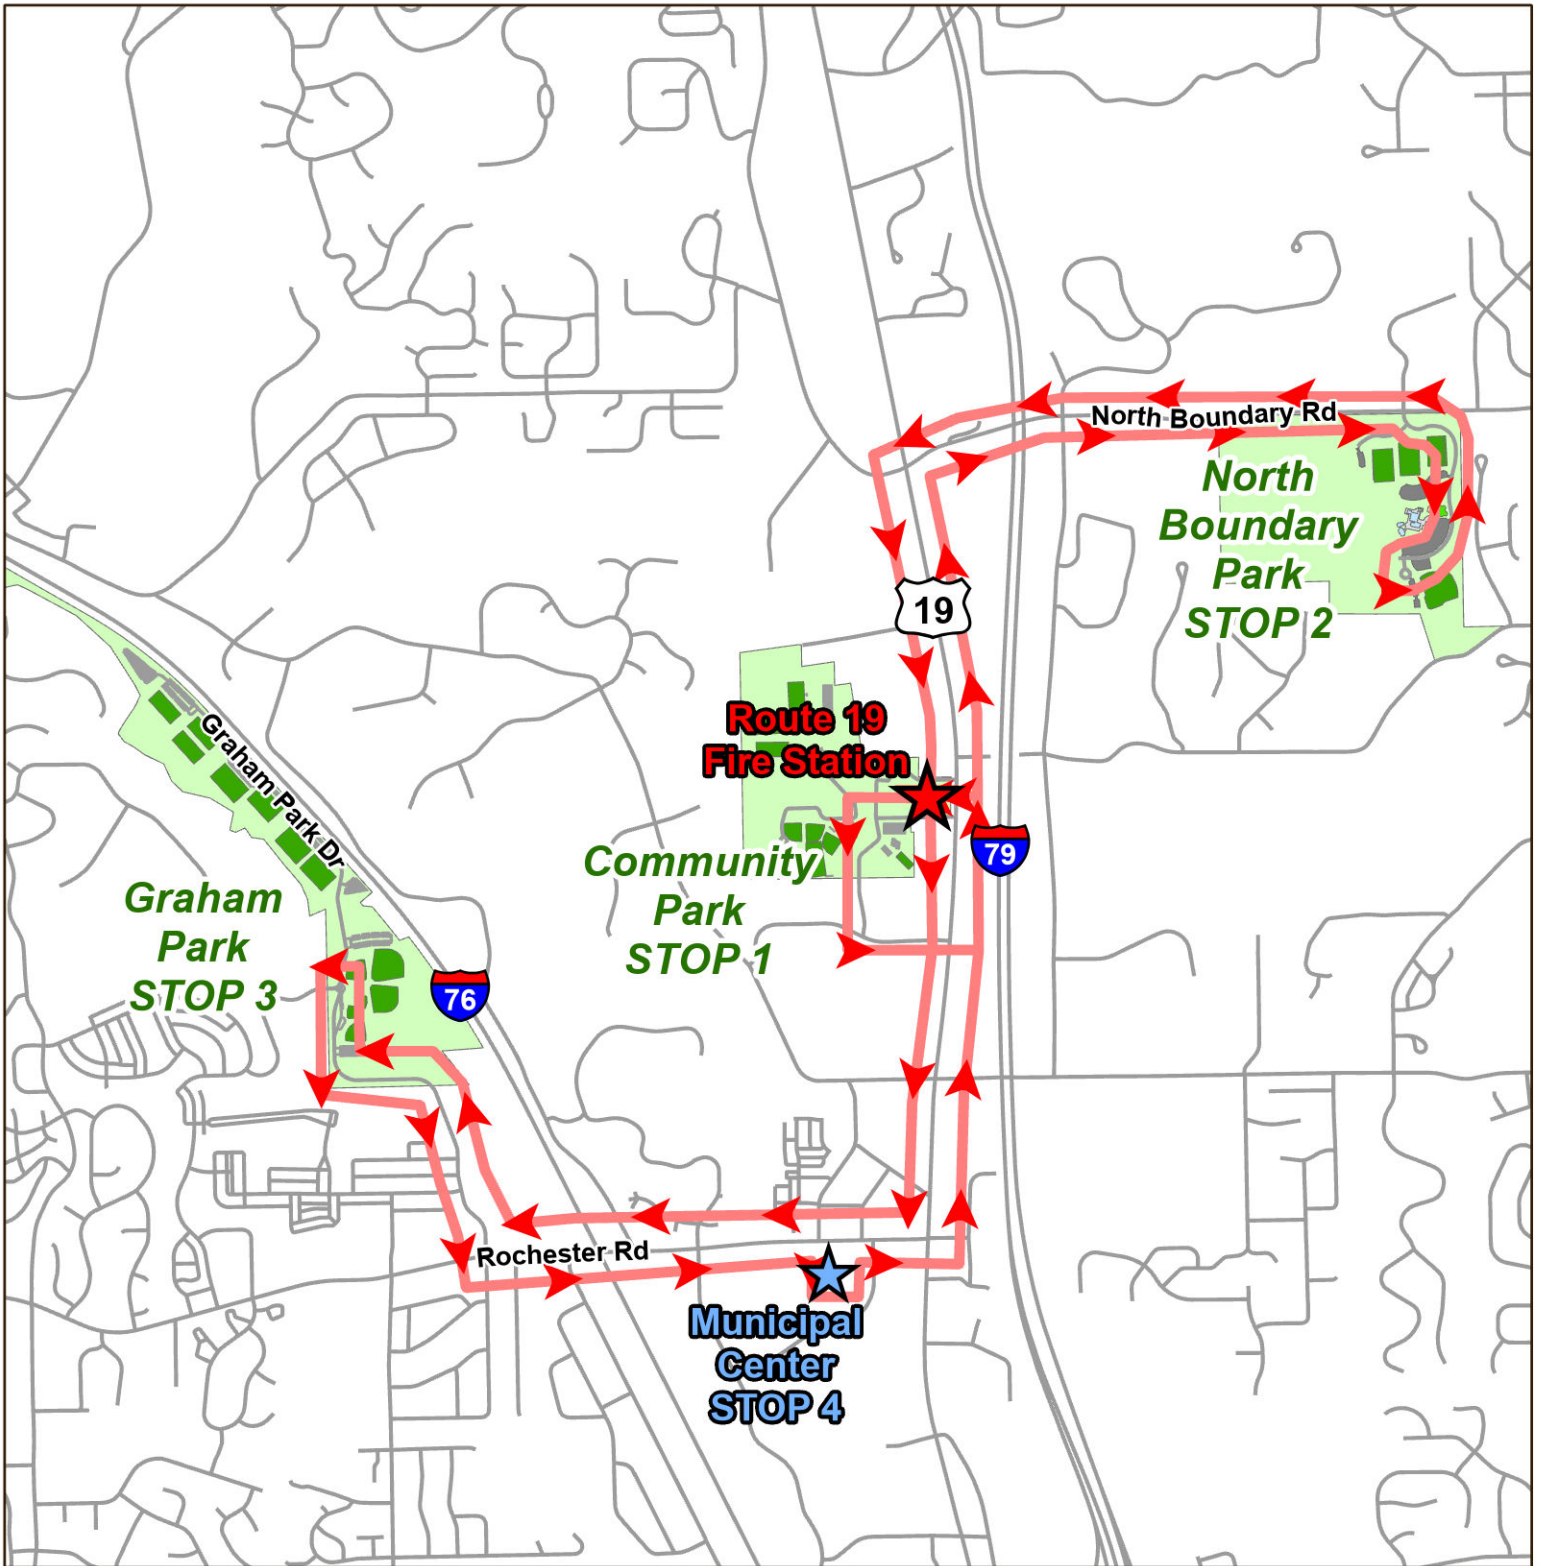 North Boundary Rd
North
Boundary
Park
STOP 2
19
Route 19
Fire Station
79
Community
Park
STOP 1
Graham Park Dr
Graham
Park
STOP 3
76
Rochester Rd
Municipal
Center
STOP 4